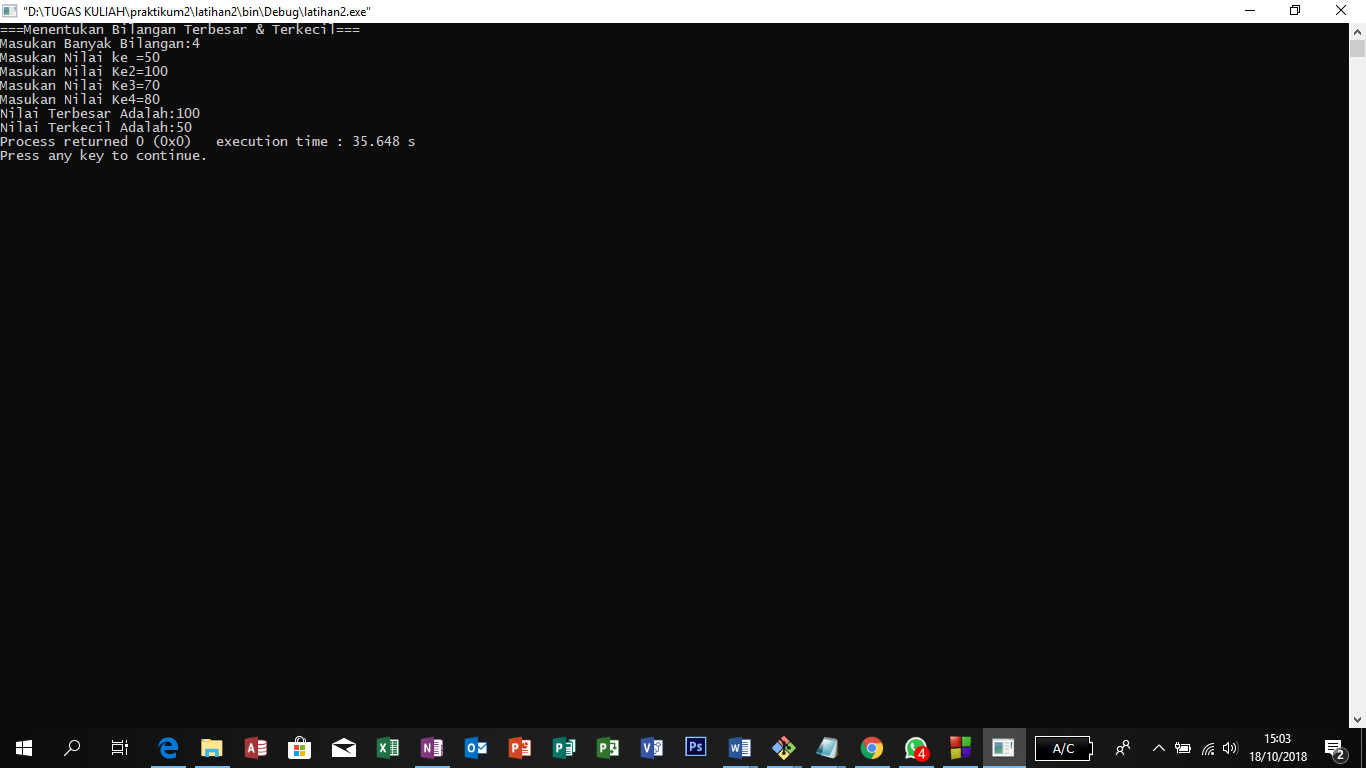 "D:\TUGAS KULIAH\praktikum2\latihan2\bin\Debug\latihan2.exe"
===Menentukan Bilangan Terbesar & Terkecil===
Masukan Banyak Bilangan:4
Masukan Nilai ke =50
Masukan Nilai Ke2=100
Masukan Nilai Ke3=70
Masukan Nilai Ke4=80
Nilai Terbesar Adalah:100
Nilai Terkecil Adalah:50
Process returned 0 (0x0)   execution time : 35.648 s
Press any key to continue.
A/C
15:03
18/10/2018
4
2